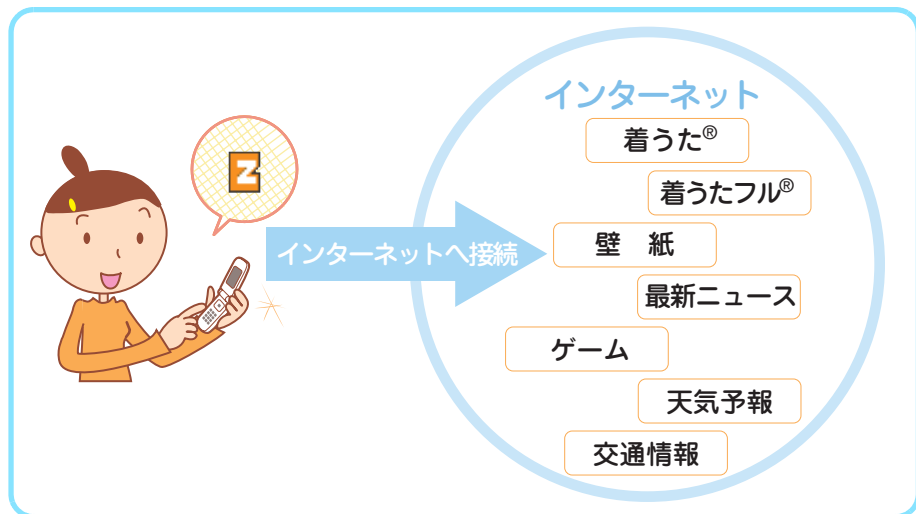 Z
インターネットへ接続
インターネット
着うた®
着うたフル®
壁 紙
最新ニュース
ゲーム
天気予報
交通情報